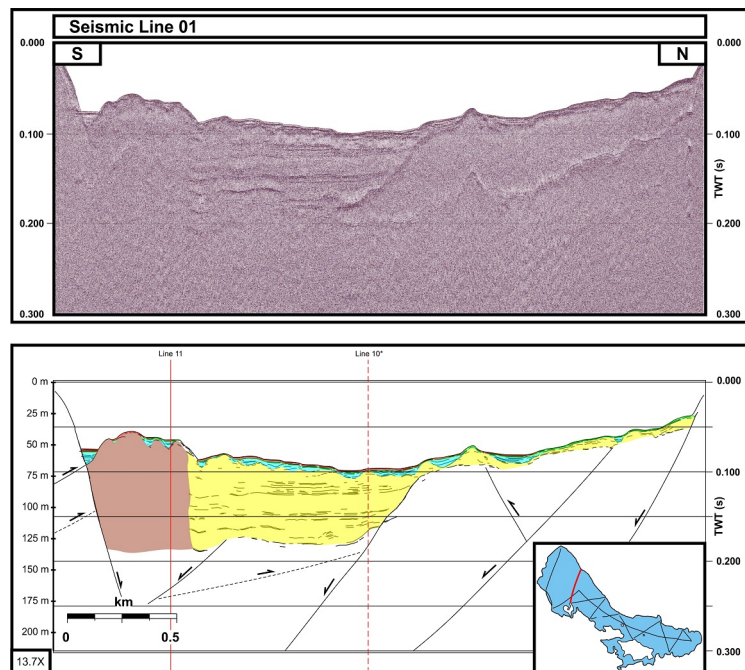 Seismic Line 01
0.000
0.000
S
N
0.100
0.100
TWT (s)
0.200
0.200
0.300
0.300
Line 11
Line 10*
0 m
0.000
25 m
50 m
75 m
0.100
100 m
TWT (s)
125 m
150 m
0.200
175 m
km
200 m
0
0.5
13.7X
0.300